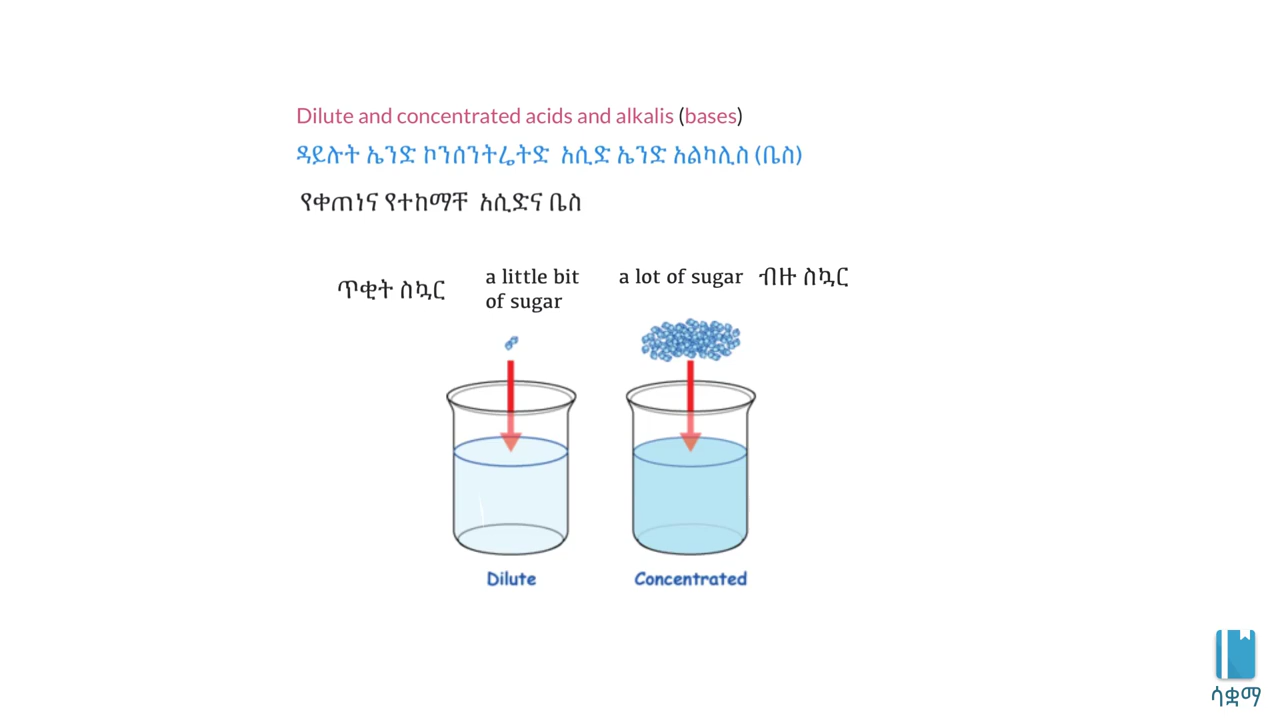 Dilute and concentrated acids and alkalis (bases)
ዳይሉት ኤንድ ኮንሰንትሬትድ አሲድ ኤንድ አልካሊስ (ቤስ)
የቀጠነና የተከማቸ አሲድና ቤስ
ጥቂት ስኳር
a little bit
of sugar
a lot of sugar
ብዙ ስኳር
Dilute
Concentrated
ሳቋማ